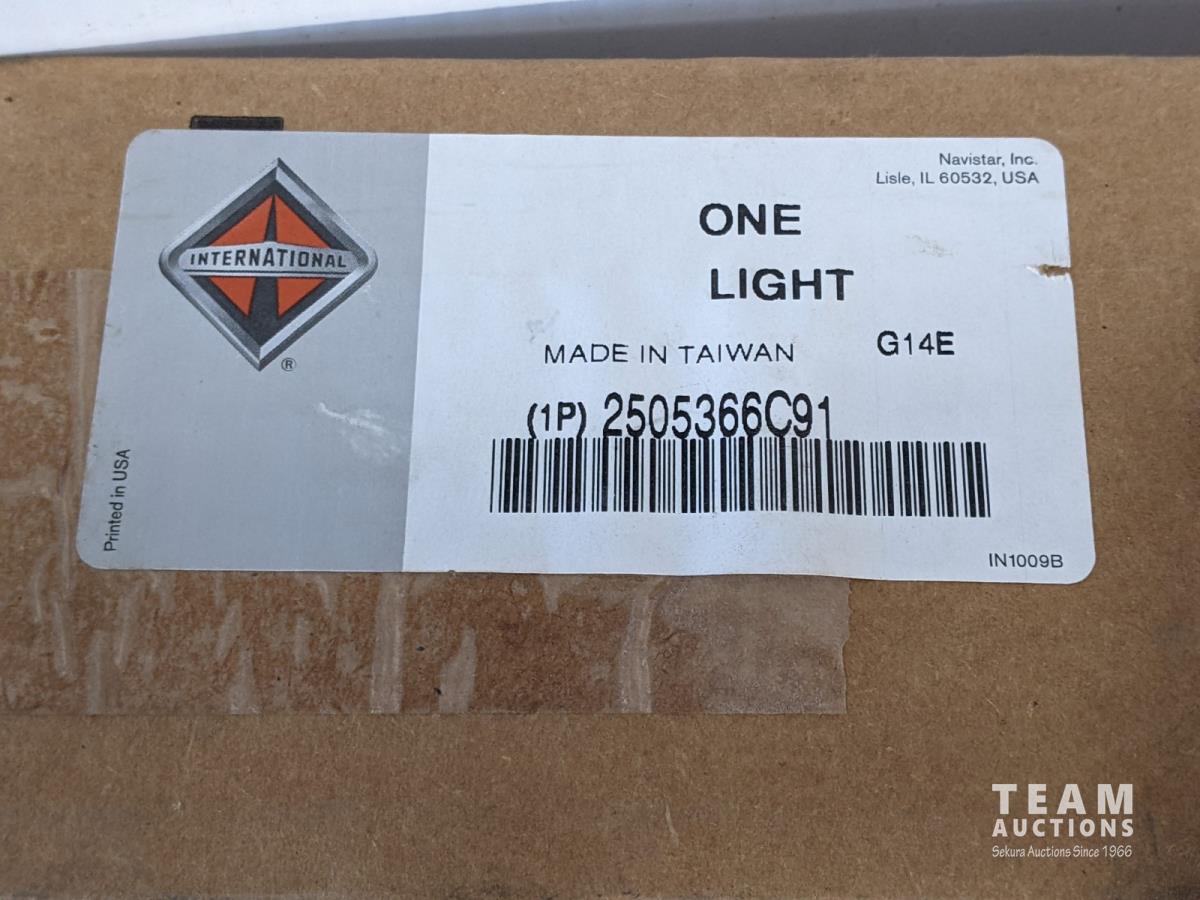 Navistar, Inc.
Lisle, IL 60532, USA
INTERNATIONAL
®
ONE
LIGHT
MADE IN TAIWAN G14E
(1P) 2505366C91
Printed in USA
IN1009B
TEAM
AUCTIONS
Sekura Auctions Since 1966